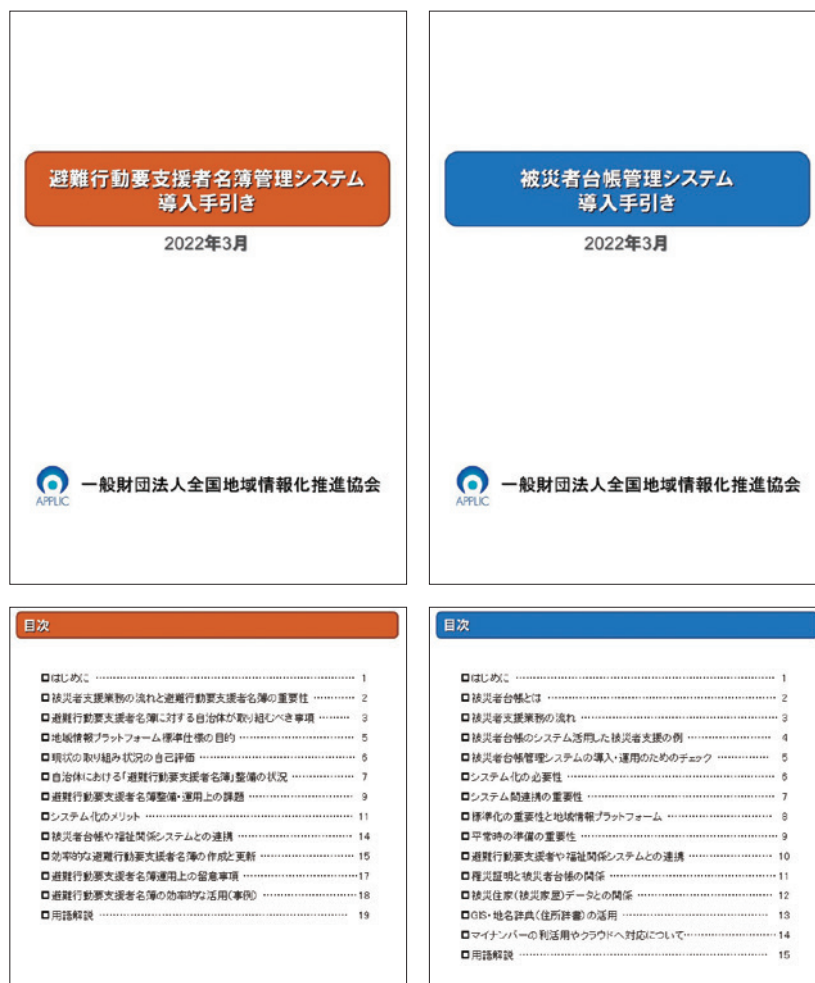 避難行動要支援者名簿管理システム
導入手引き
2022年3月
APPLIC
一般財団法人全国地域情報化推進協会
被災者台帳管理システム
導入手引き
2022年3月
APPLIC
一般財団法人全国地域情報化推進協会
目次
はじめに 1
被災者支援業務の流れと避難行動要支援者名簿の重要性 2
避難行動要支援者名簿に対する自治体が取り組むべき事項 3
地域情報プラットフォーム標準仕様の目的 5
現状の取り組み状況の自己評価 6
自治体における「避難行動要支援者名簿」整備の状況 7
避難行動要支援者名簿整備・運用上の課題 9
システム化のメリット 11
被災者台帳や福祉関係システムとの連携 14
効率的な避難行動要支援者名簿の作成と更新 15
避難行動要支援者名簿運用上の留意事項 17
避難行動要支援者名簿の効率的な活用(事例) 18
用語解説 19
目次
はじめに 1
被災者台帳とは 2
被災者支援業務の流れ 3
被災者台帳のシステム活用した被災者支援の例 4
被災者台帳管理システムの導入・運用のためのチェック 5
システム化の必要性 6
システム間連携の重要性 7
標準化の重要性と地域情報プラットフォーム 8
平常時の準備の重要性 9
避難行動要支援者や福祉関係システムとの連携 10
罹災証明と被災者台帳の関係 11
被災住家(被災家屋)データとの関係 12
GIS・地名辞典(住所辞書)の活用 13
マイナンバーの利活用やクラウドへ対応について 14
用語解説 15